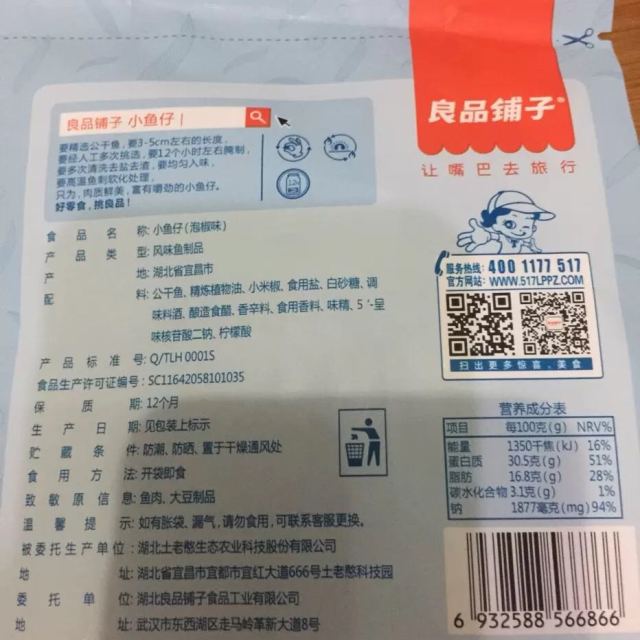 良品铺子®
让嘴巴去旅行
良品铺子 小鱼仔
要精选公干鱼,要3-5cm左右的长度,
要经人工多次挑选,要12个小时左右腌制,
要多次清洗去盐去渣,要均匀入味,
要高温鱼刺软化处理,
只为,肉质鲜美,富有嚼劲的小鱼仔。
好零食,挑良品!
服务热线:400 1177 517
官方网站:WWW.517LPPZ.COM
扫出更多惊喜、美食
食品名称:小鱼仔(泡椒味)
产品类型:风味鱼制品
产地:湖北省宜昌市
配料:公干鱼, 精炼植物油, 小米椒, 食用盐, 白砂糖, 调
味料酒, 酿造食醋, 香辛料, 食用香料, 味精, 5'-呈
味核苷酸二钠, 柠檬酸
产品标准号:Q/TLH 0001S
食品生产许可证编号:SC11642058101035
保质期:12个月
生产日期:见包装上标示
贮藏条件:防潮, 防晒, 置于干燥通风处
食用方法:开袋即食
致敏原信息:鱼肉, 大豆制品
温馨提示:如有胀袋, 漏气, 请勿食用, 可联系客服更换。
被委托生产单位:湖北土老憨生态农业科技股份有限公司
地址:湖北省宜昌市宜都市宜红大道666号土老憨科技园
委托单位:湖北良品铺子食品工业有限公司
地址:武汉市东西湖区走马岭革新大道8号
营养成分表
项目 每100克(g) NRV%
能量 1350千焦(kJ) 16%
蛋白质 30.5克(g) 51%
脂肪 16.8克(g) 28%
碳水化合物 3.1克(g) 1%
钠 1877毫克(mg) 94%
6 932588 566866